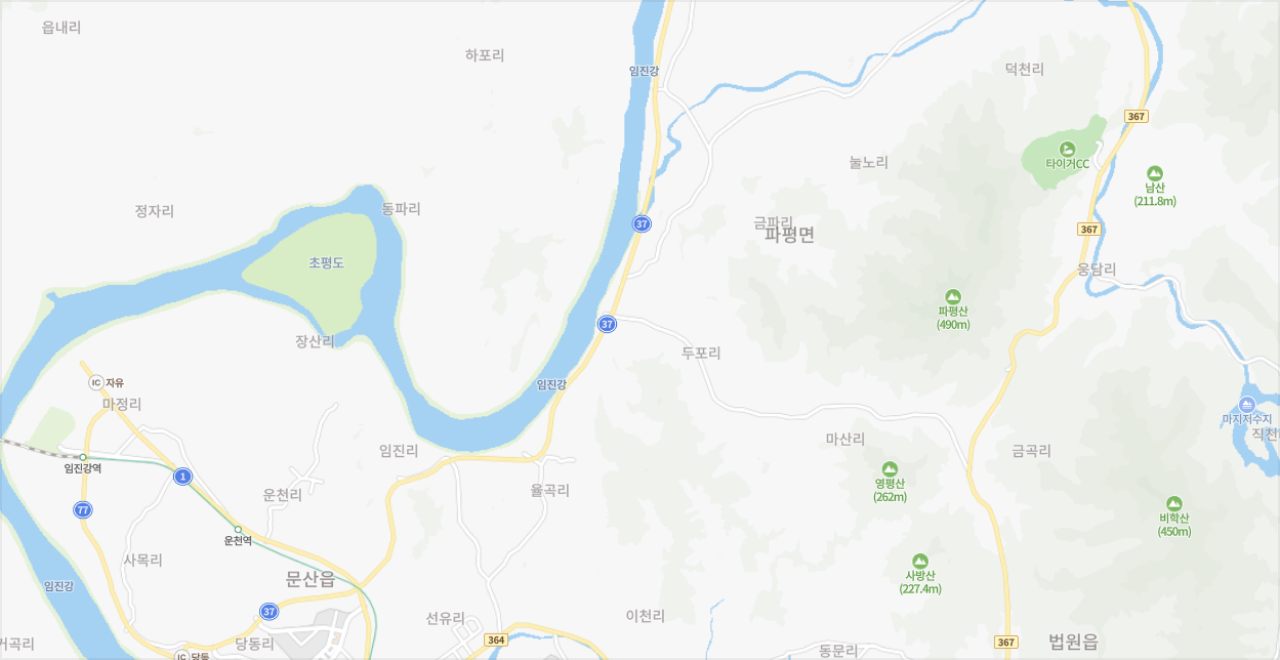 읍내리
하포리
임진강
덕천리
367
타이거CC
눌노리
남산
(211.8m)
정자리
동파리
37
금파리
파평면
367
초평도
웅담리
파평산
(490m)
37
장산리
두포리
임진강
IC 자유
마정리
마지저수지
마산리
임진리
금곡리
임진강역
1
영평산
(262m)
율곡리
운천리
77
비학산
(450m)
운천역
사목리
사방산
(227.4m)
문산읍
임진강
37
선유리
이천리
364
367
법원읍
당동리
동문리
IC 당동